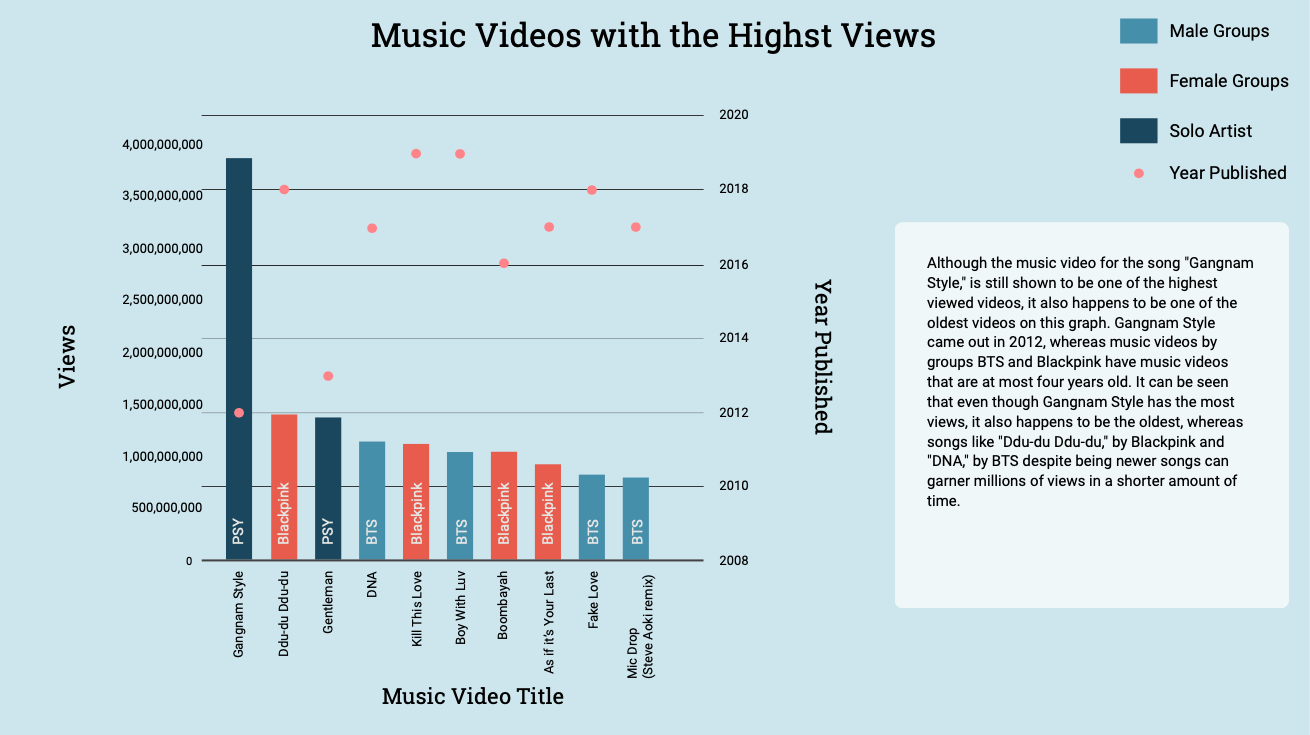 Music Videos with the Highst Views
Male Groups
Female Groups
Solo Artist
Year Published
Views
4,000,000,000
3,500,000,000
3,000,000,000
2,500,000,000
2,000,000,000
1,500,000,000
1,000,000,000
500,000,000
0
2020
2018
2016
2014
2012
2010
2008
Year Published
PSY
Blackpink
PSY
BTS
Blackpink
BTS
Blackpink
Blackpink
BTS
BTS
Gangnam Style
Ddu-du Ddu-du
Gentleman
DNA
Kill This Love
Boy With Luv
Boombayah
As if it's Your Last
Fake Love
Mic Drop
(Steve Aoki remix)
Music Video Title
Although the music video for the song "Gangnam
Style," is still shown to be one of the highest
viewed videos, it also happens to be one of the
oldest videos on this graph. Gangnam Style
came out in 2012, whereas music videos by
groups BTS and Blackpink have music videos
that are at most four years old. It can be seen
that even though Gangnam Style has the most
views, it also happens to be the oldest, whereas
songs like "Ddu-du Ddu-du," by Blackpink and
"DNA," by BTS despite being newer songs can
garner millions of views in a shorter amount of
time.